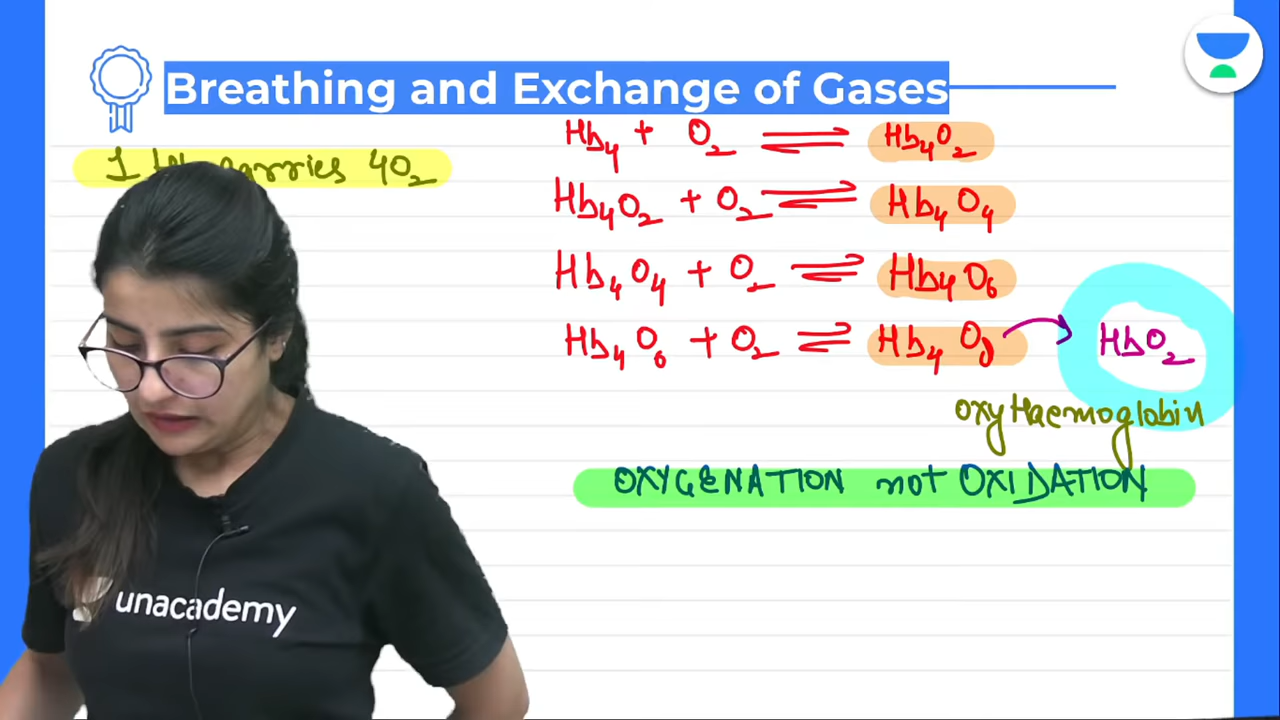 Breathing and Exchange of Gases
1 carries 4O₂
Hb₄ + O₂ ⇌ Hb₄O₂
Hb₄O₂ + O₂ ⇌ Hb₄O₄
Hb₄O₄ + O₂ ⇌ Hb₄O₆
Hb₄O₆ + O₂ ⇌ Hb₄O₈ → HbO₂
oxyHaemoglobin
OXYGENATION not OXIDATION
unacademy